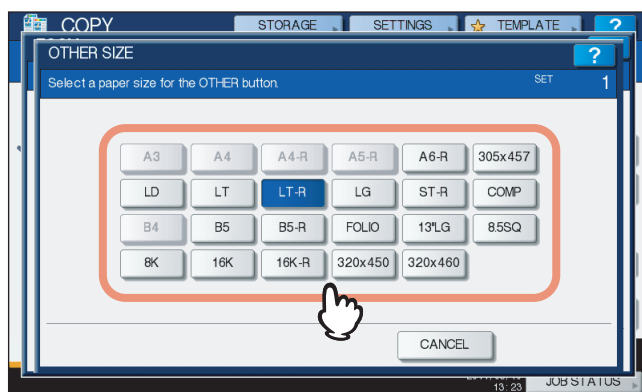 COPY STORAGE SETTINGS TEMPLATE ?
OTHER SIZE ?
Select a paper size for the OTHER button. SET 1
A3 A4 A4-R A5-R A6-R 305x457
LD LT LT-R LG ST-R COMP
B4 B5 B5-R FOLIO 13"LG 8.5SQ
8K 16K 16K-R 320x450 320x460
CANCEL
13:23 JOB STATUS